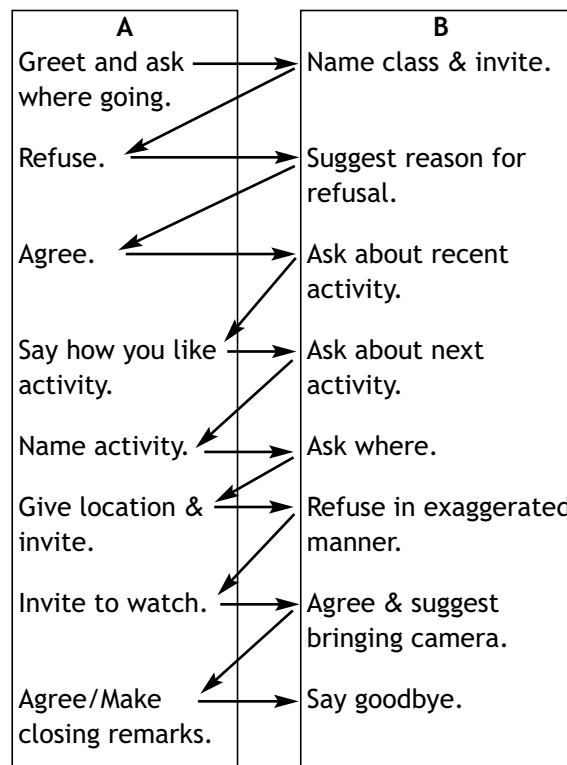 A
B
Greet and ask
where going.
Name class & invite.
Refuse.
Suggest reason for
refusal.
Agree.
Ask about recent
activity.
Say how you like
activity.
Ask about next
activity.
Name activity.
Ask where.
Give location &
invite.
Refuse in exaggerated
manner.
Invite to watch.
Agree & suggest
bringing camera.
Agree/Make
closing remarks.
Say goodbye.